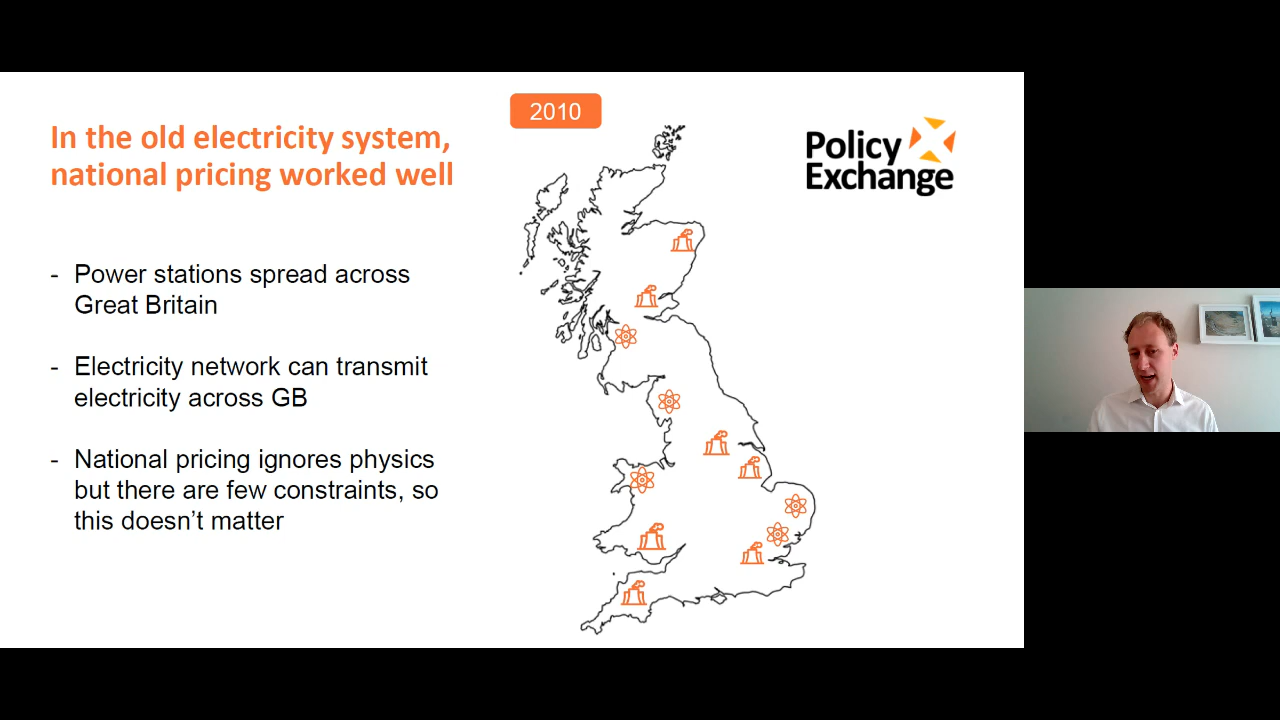 2010
In the old electricity system,
national pricing worked well
Policy
Exchange
- Power stations spread across
Great Britain
- Electricity network can transmit
electricity across GB
- National pricing ignores physics
but there are few constraints, so
this doesn’t matter